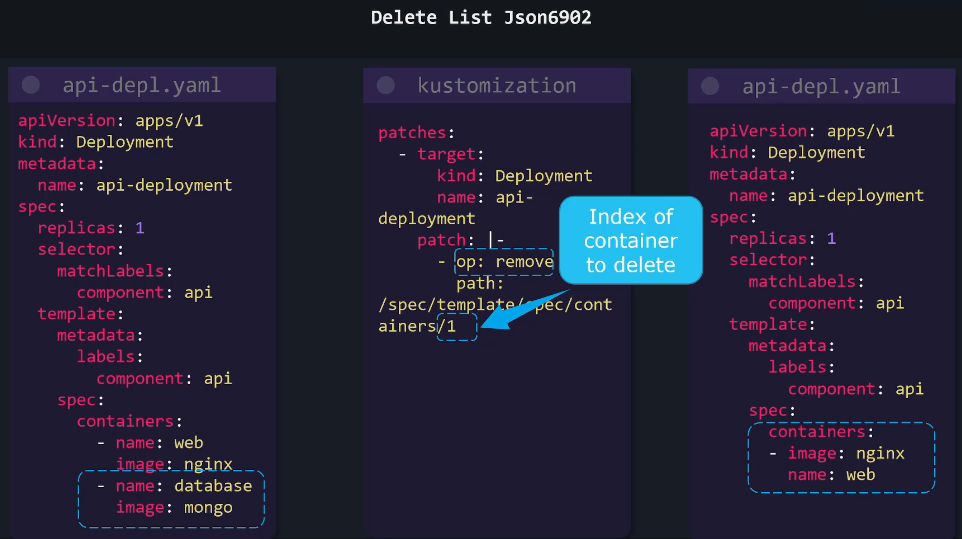 Delete List Json6902
api-depl.yaml
apiVersion: apps/v1
kind: Deployment
metadata:
  name: api-deployment
spec:
  replicas: 1
  selector:
    matchLabels:
      component: api
  template:
    metadata:
      labels:
        component: api
    spec:
      containers:
        - name: web
          image: nginx
        - name: database
          image: mongo
kustomization
patches:
  - target:
      kind: Deployment
      name: api-
deployment
    patch: |-
      - op: remove
        path:
/spec/template/spec/cont
ainers/1
Index of
container
to delete
api-depl.yaml
apiVersion: apps/v1
kind: Deployment
metadata:
  name: api-deployment
spec:
  replicas: 1
  selector:
    matchLabels:
      component: api
  template:
    metadata:
      labels:
        component: api
    spec:
      containers:
      - image: nginx
        name: web